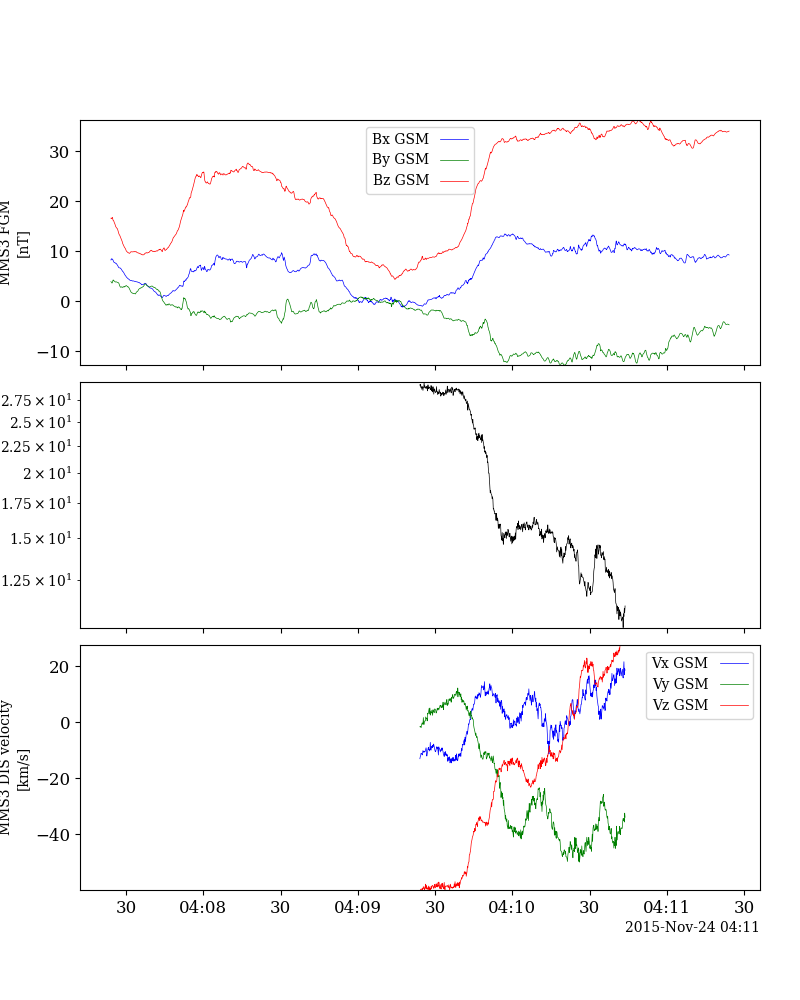 Bx GSM
By GSM
Bz GSM
30
20
10
0
−10
MMS3 FGM
[nT]
2.75 × 10¹
2.5 × 10¹
2.25 × 10¹
2 × 10¹
1.75 × 10¹
1.5 × 10¹
1.25 × 10¹
Vx GSM
Vy GSM
Vz GSM
20
0
−20
−40
MMS3 DIS velocity
[km/s]
30 04:08 30 04:09 30 04:10 30 04:11 30
2015-Nov-24 04:11